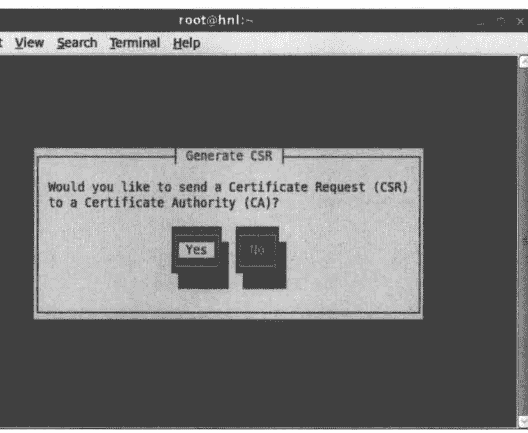 root@hnl:~
View Search Terminal Help
Generate CSR
Would you like to send a Certificate Request (CSR)
to a Certificate Authority (CA)?
Yes No